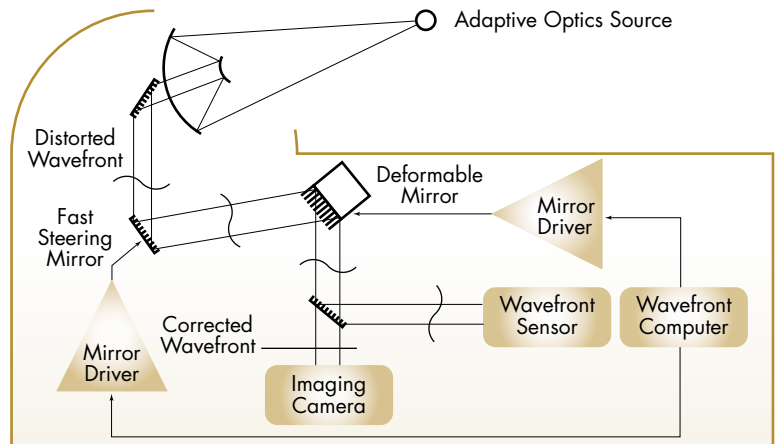 Adaptive Optics Source
Distorted
Wavefront
Deformable
Mirror
Mirror
Driver
Fast
Steering
Mirror
Wavefront
Sensor
Wavefront
Computer
Corrected
Wavefront
Mirror
Driver
Imaging
Camera